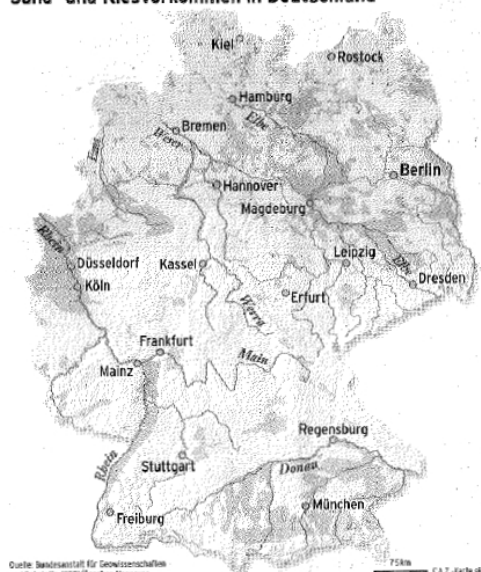 Sand- und Kiesvorkommen in Deutschland
Kiel
Rostock
Hamburg
Elbe
Bremen
Weser
Ems
Berlin
Hannover
Magdeburg
Rhein
Düsseldorf
Kassel
Leipzig
Elbe
Köln
Dresden
Erfurt
Werra
Frankfurt
Main
Mainz
Regensburg
Rhein
Stuttgart
Donau
München
Freiburg
Quelle: Bundesanstalt für Geowissenschaften
75 km
F.A.Z.-Karte